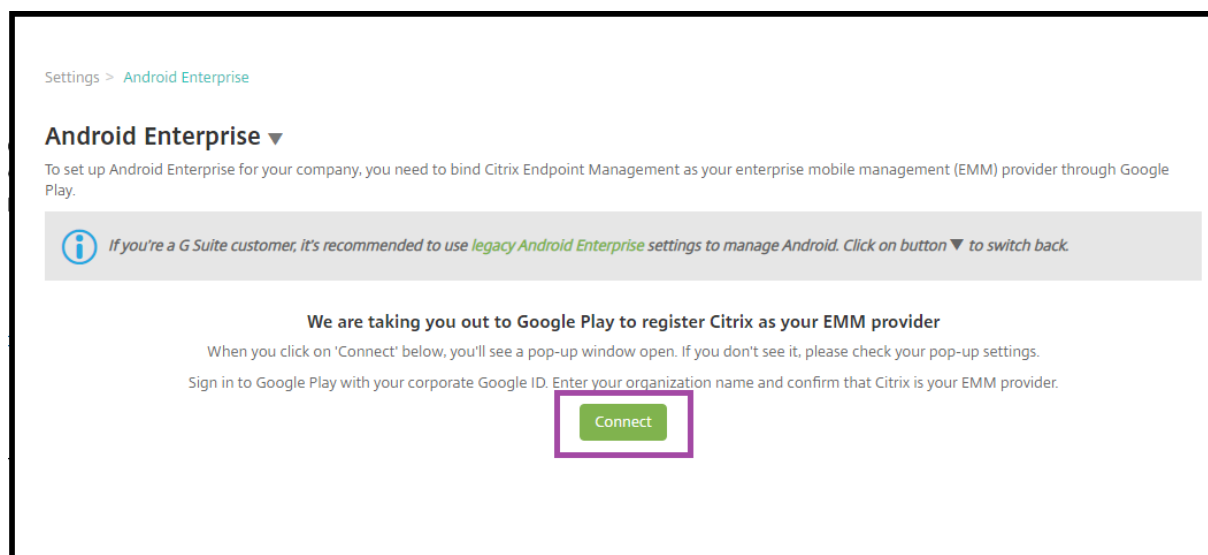 Settings > Android Enterprise
Android Enterprise ▼
To set up Android Enterprise for your company, you need to bind Citrix Endpoint Management as your enterprise mobile management (EMM) provider through Google
Play.
If you're a G Suite customer, it's recommended to use legacy Android Enterprise settings to manage Android. Click on button ▼ to switch back.
We are taking you out to Google Play to register Citrix as your EMM provider
When you click on 'Connect' below, you'll see a pop-up window open. If you don't see it, please check your pop-up settings.
Sign in to Google Play with your corporate Google ID. Enter your organization name and confirm that Citrix is your EMM provider.
Connect